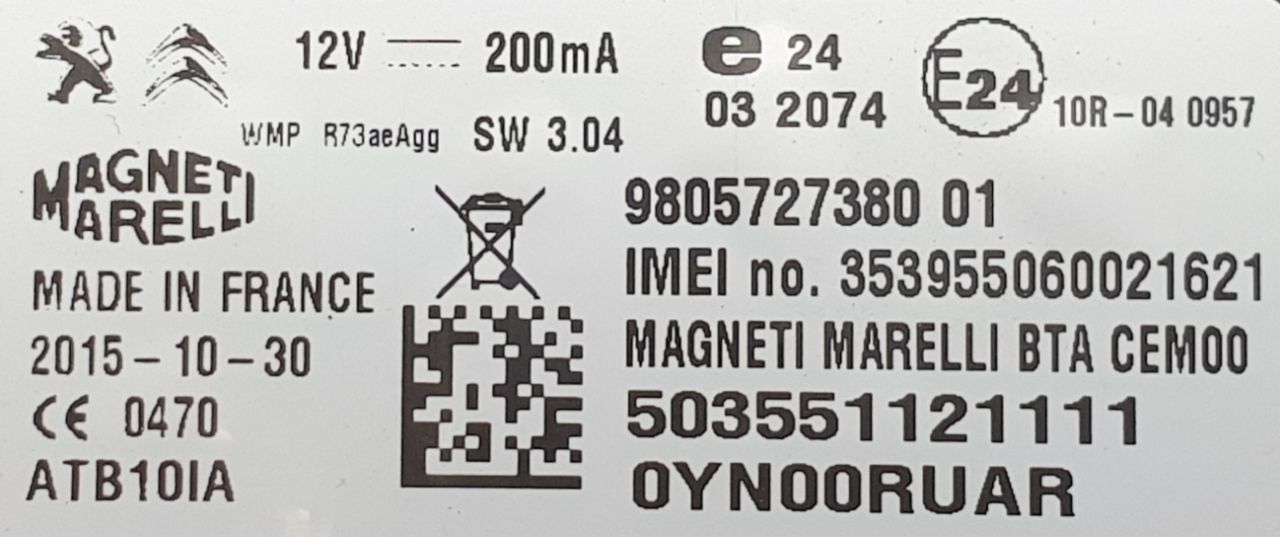 12V 200mA
e 24
03 2074
E24 10R-04 0957
WMP R73aeAgg SW 3.04
MAGNETI
MARELLI
9805727380 01
IMEI no. 353955060021621
MADE IN FRANCE
2015-10-30
MAGNETI MARELLI BTA CEM00
CE 0470
503551121111
ATB10IA
0YN00RUAR